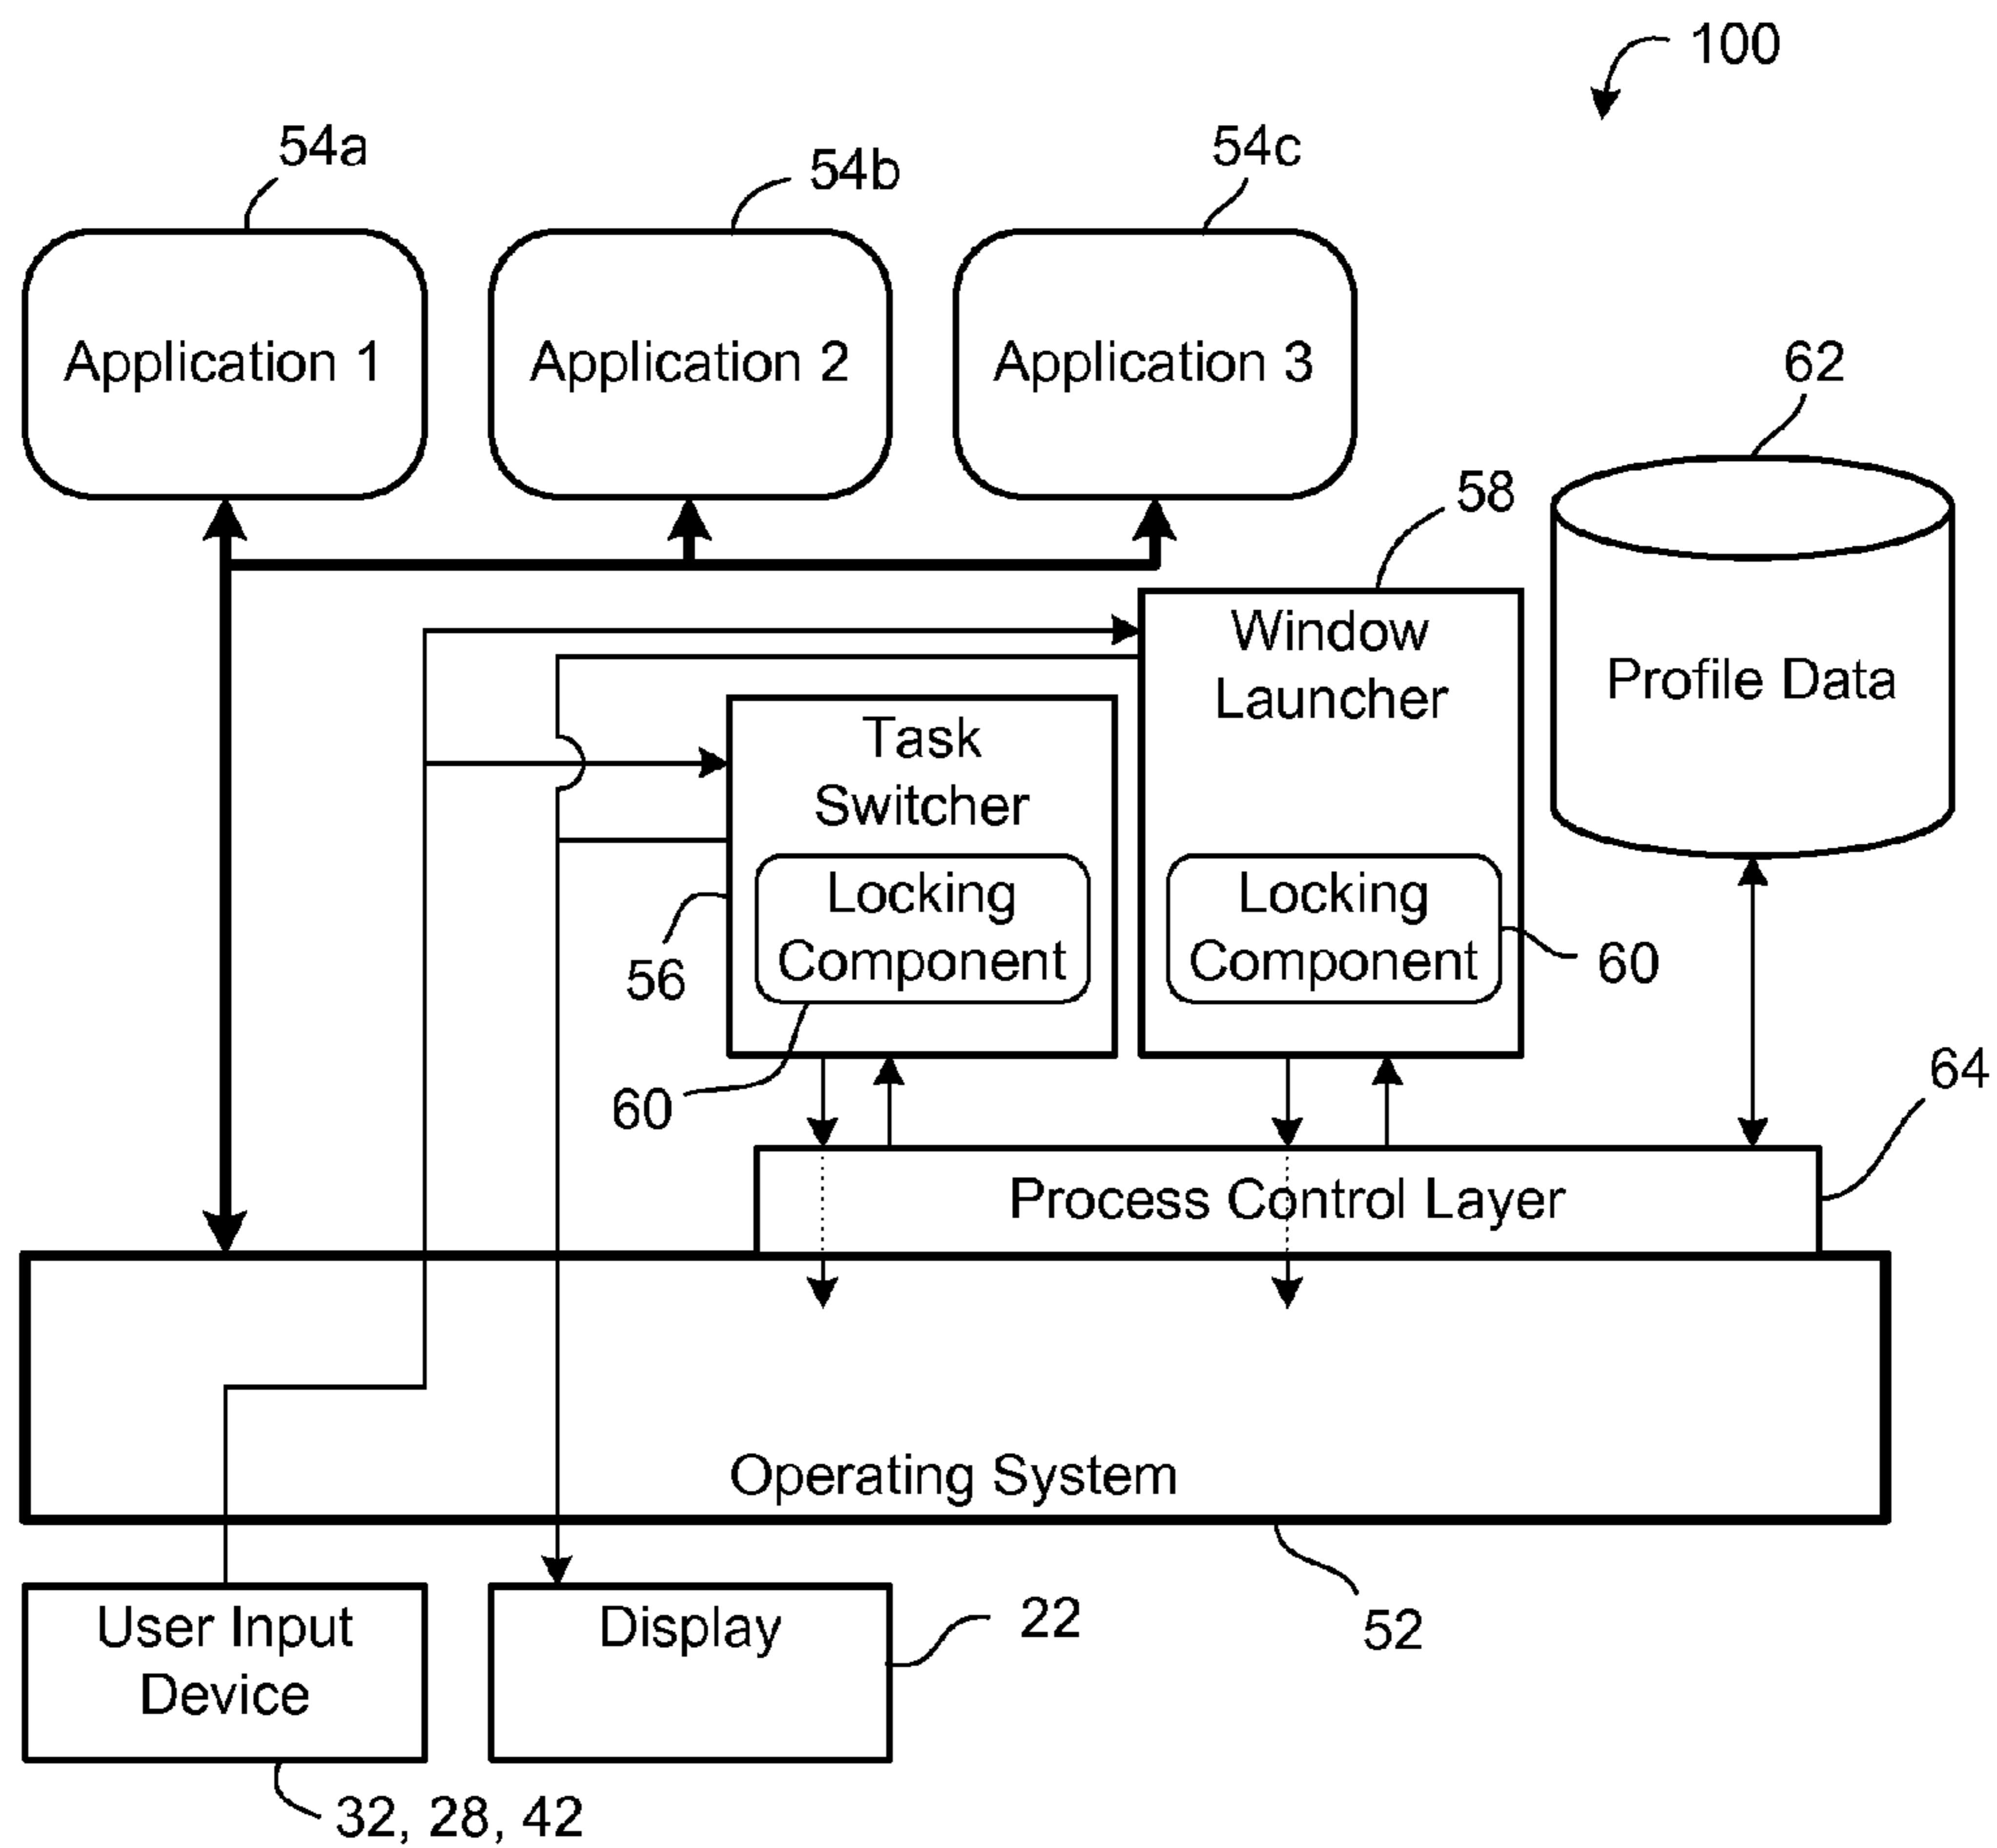 100
54a
54b
54c
Application 1
Application 2
Application 3
62
58
Window
Launcher
Profile Data
Task
Switcher
Locking
Component
Locking
Component
56
60
60
64
Process Control Layer
Operating System
User Input
Device
Display
22
52
32, 28, 42